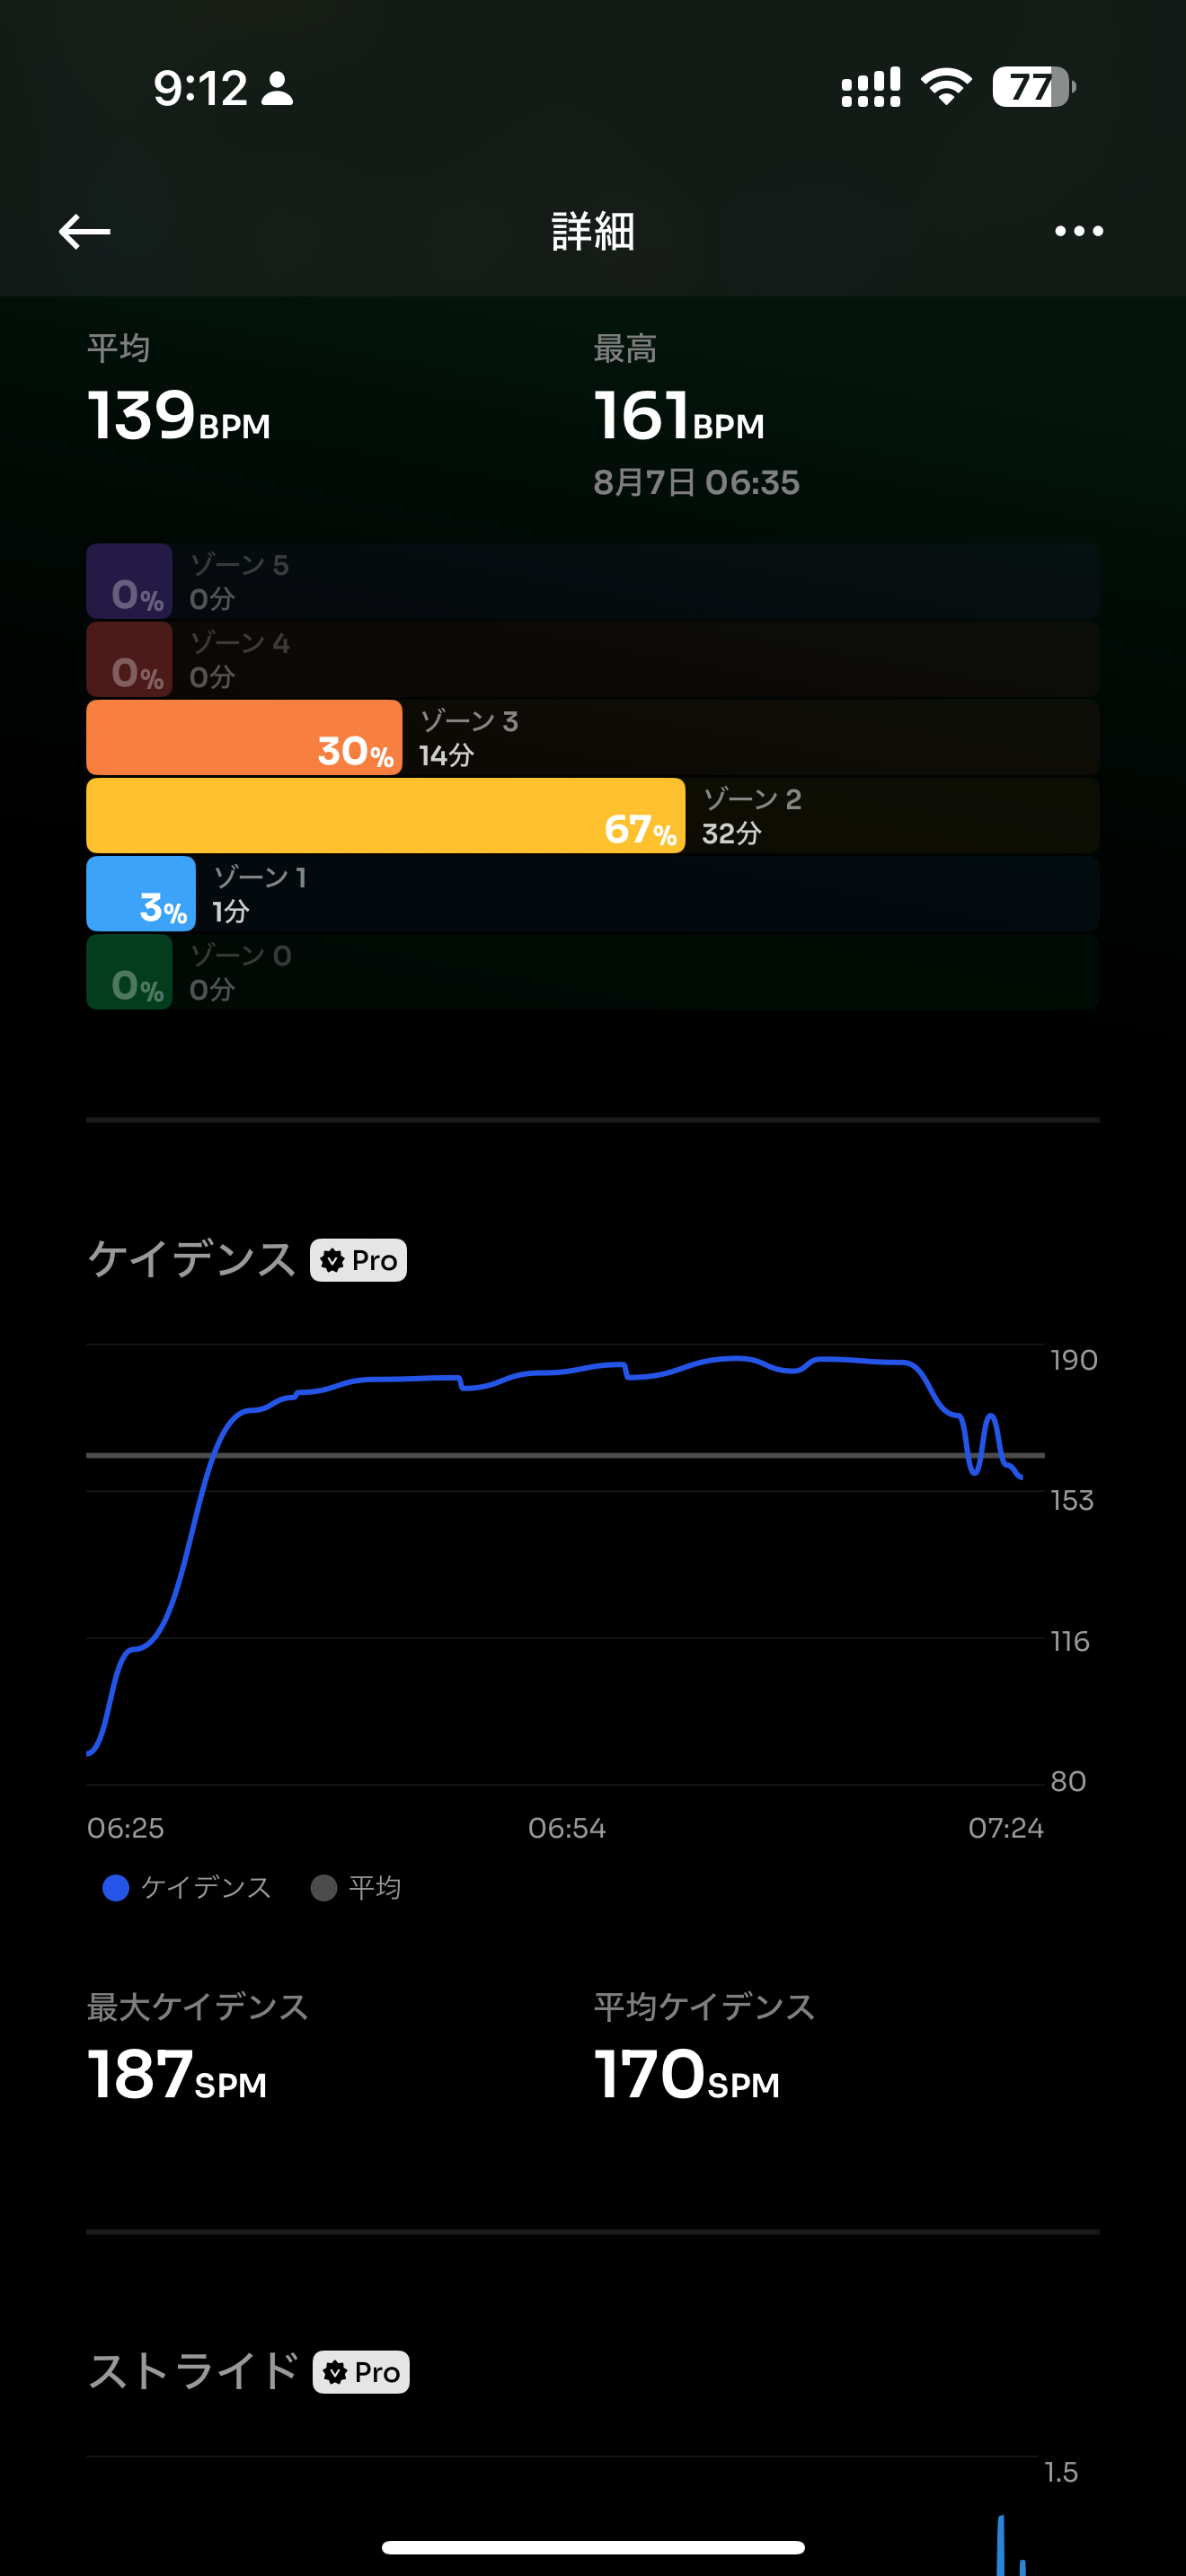 9:12 77
詳細
平均 最高
139BPM 161BPM
8月7日 06:35
ゾーン 5
0% 0分
ゾーン 4
0% 0分
ゾーン 3
30% 14分
ゾーン 2
67% 32分
ゾーン 1
3% 1分
ゾーン 0
0% 0分
ケイデンス Pro
190
153
116
80
06:25 06:54 07:24
ケイデンス 平均
最大ケイデンス 平均ケイデンス
187SPM 170SPM
ストライド Pro
1.5